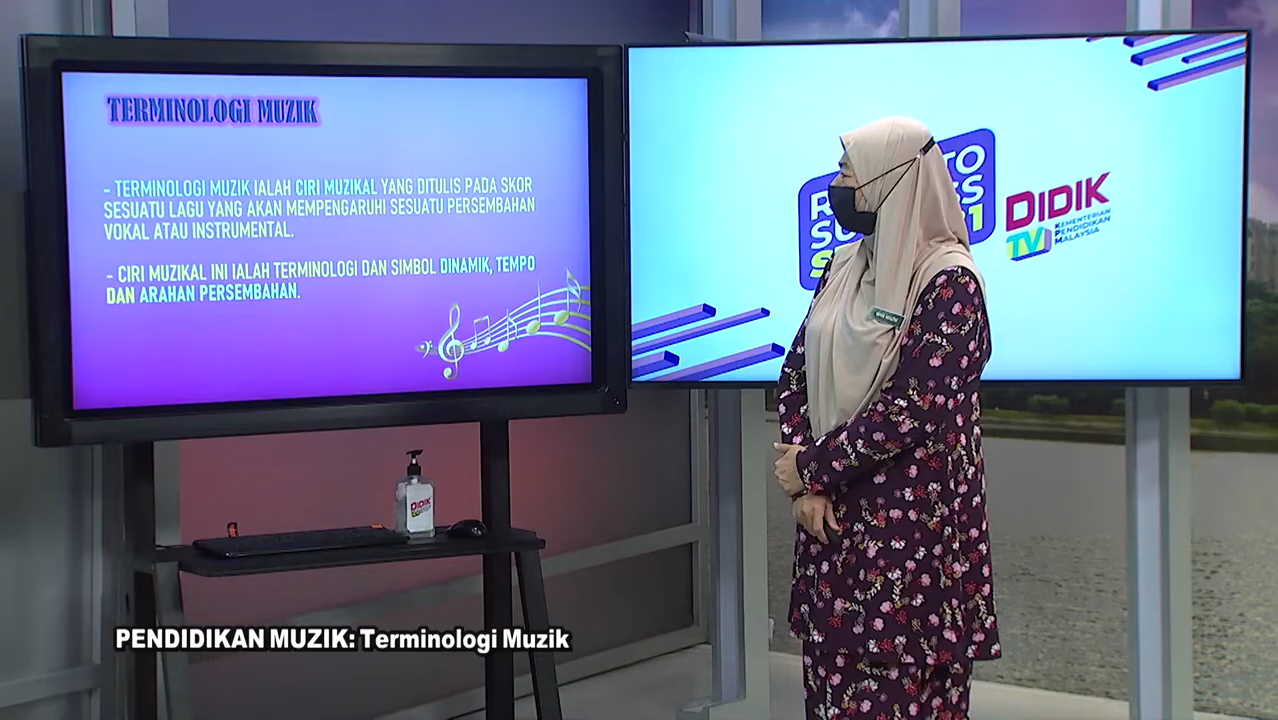 TERMINOLOGI MUZIK
- TERMINOLOGI MUZIK IALAH CIRI MUZIKAL YANG DITULIS PADA SKOR
SESUATU LAGU YANG AKAN MEMPENGARUHI SESUATU PERSEMBAHAN
VOKAL ATAU INSTRUMENTAL.
- CIRI MUZIKAL INI IALAH TERMINOLOGI DAN SIMBOL DINAMIK, TEMPO
DAN ARAHAN PERSEMBAHAN.
DIDIK
TV
KEMENTERIAN
PENDIDIKAN
MALAYSIA
DIDIK
PENDIDIKAN MUZIK: Terminologi Muzik